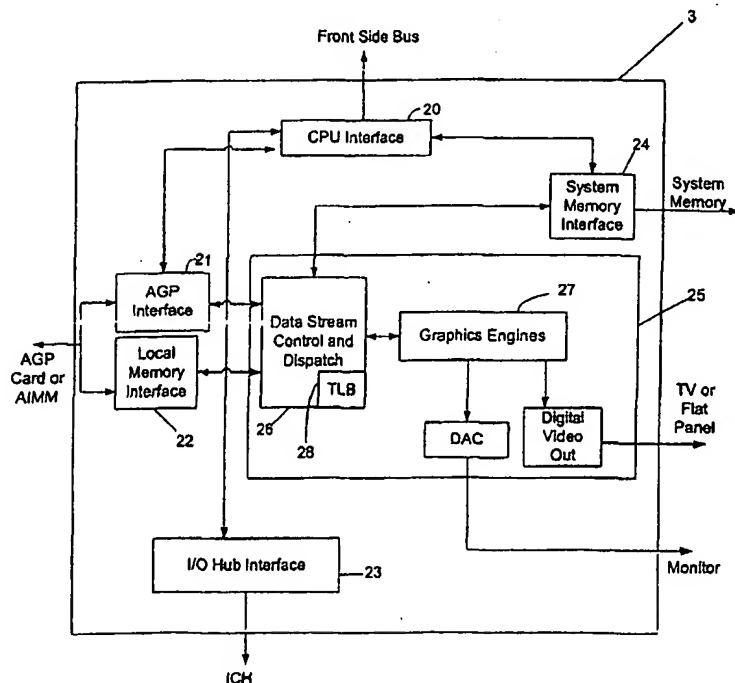 Front Side Bus
3
20
CPU Interface
24
System
Memory
Interface
System
Memory
21
AGP
Interface
27
25
Data Stream
Control and
Dispatch
Graphics Engines
AGP
Card or
AIMM
Local
Memory
Interface
TLB
22
26
28
DAC
Digital
Video
Out
TV or
Flat
Panel
I/O Hub Interface
23
Monitor
ICH